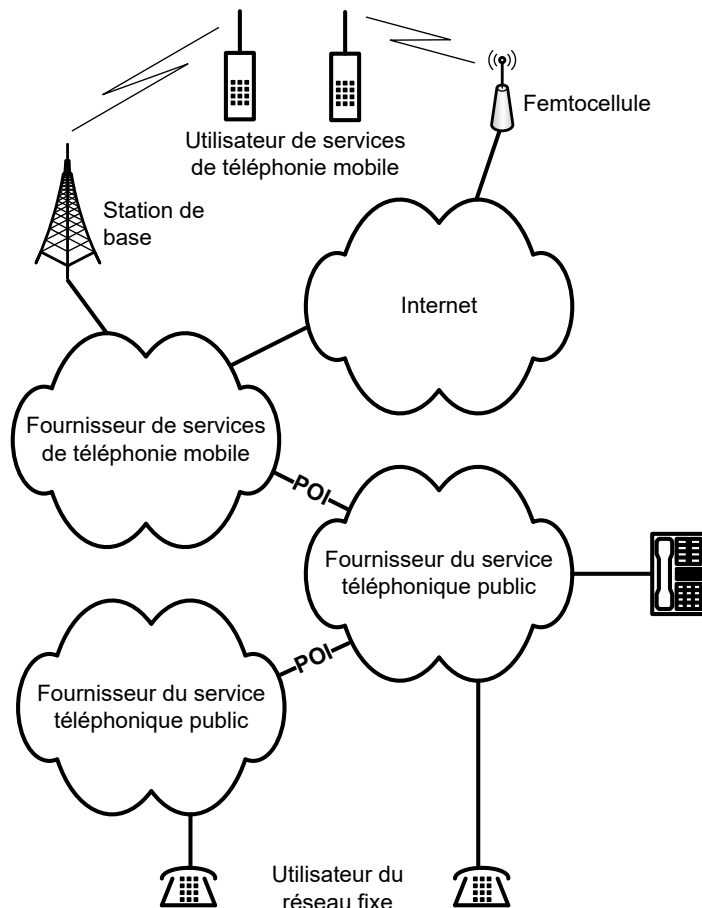 Utilisateur de services
de téléphonie mobile
Femtocellule
Station de
base
Internet
Fournisseur de services
de téléphonie mobile
POI
Fournisseur du service
téléphonique public
POI
Fournisseur du service
téléphonique public
Utilisateur du
réseau fixe